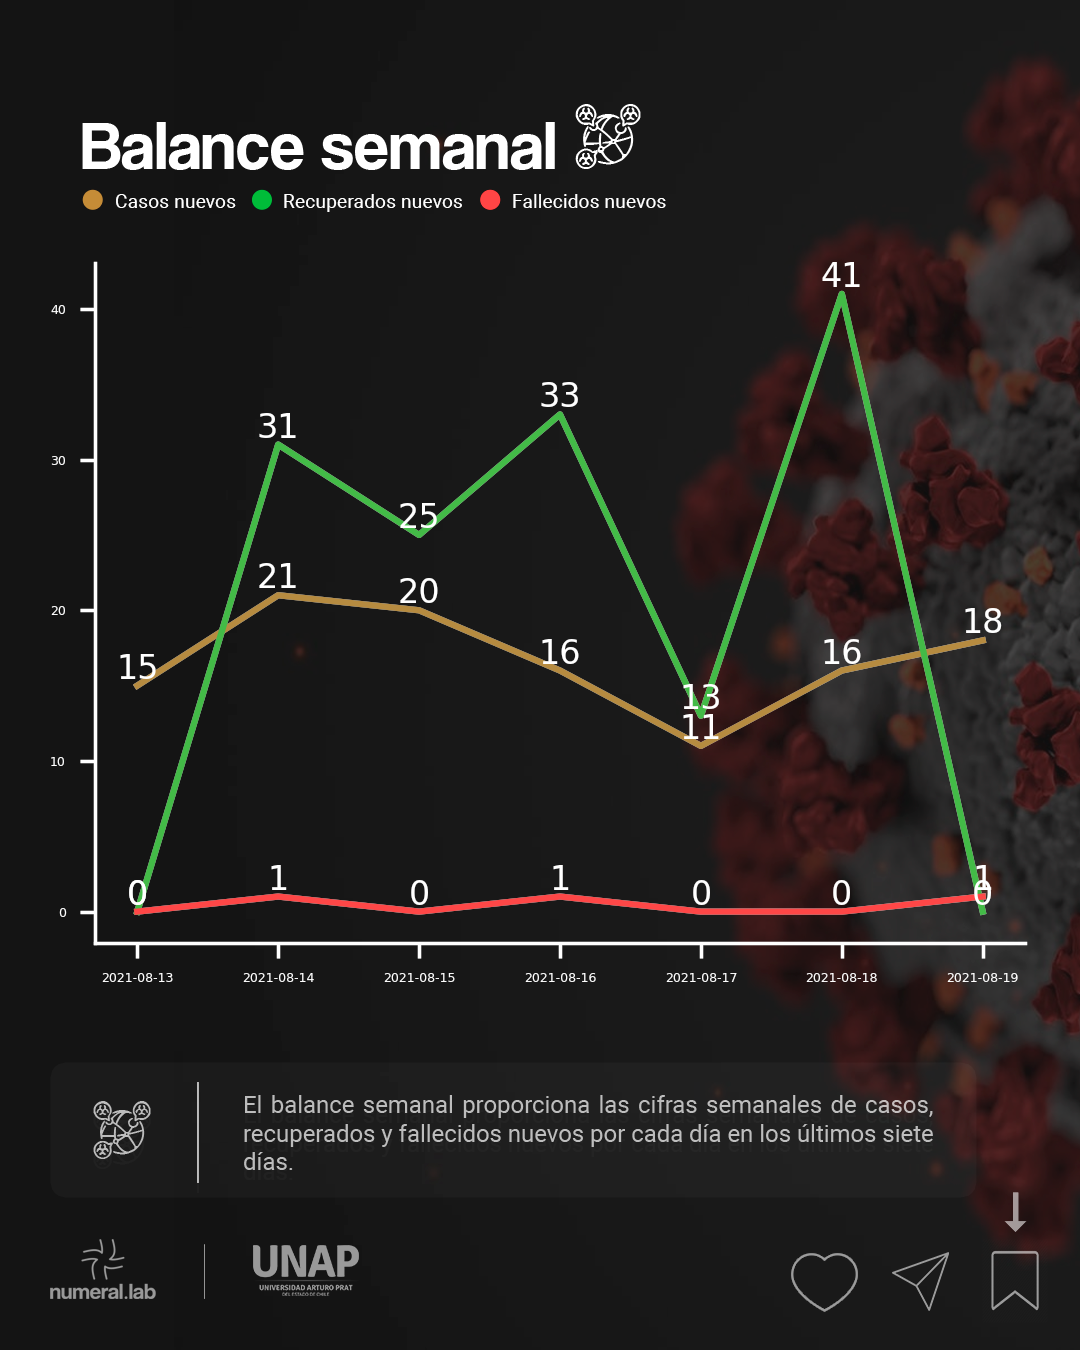 Balance semanal
Casos nuevos Recuperados nuevos Fallecidos nuevos
41
40
33
31
30
25
21
20
20
18
16
16
15
13
11
10
1
1
1
0
0
0
0
0
0
2021-08-13 2021-08-14 2021-08-15 2021-08-16 2021-08-17 2021-08-18 2021-08-19
El balance semanal proporciona las cifras semanales de casos,
recuperados y fallecidos nuevos por cada día en los últimos siete
días.
numeral.lab
UNAP
UNIVERSIDAD ARTURO PRAT
DEL ESTADO DE CHILE